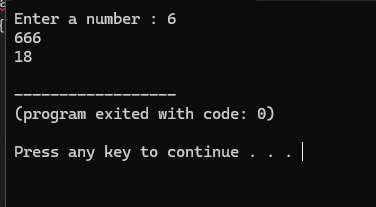 Enter a number : 6
666
18
------------------
(program exited with code: 0)
Press any key to continue . . .